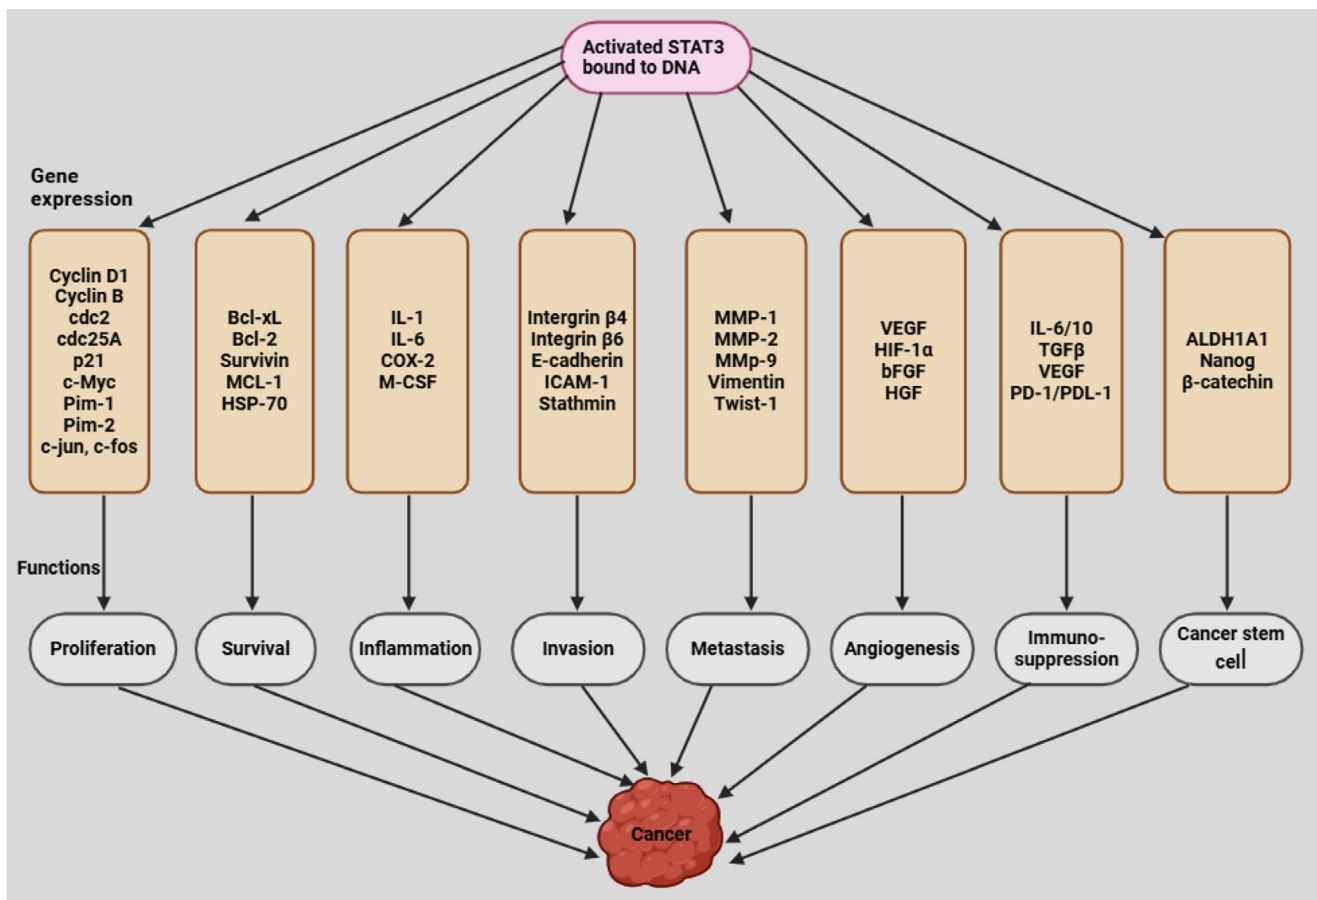 Activated STAT3
bound to DNA
Gene
expression
Cyclin D1
Cyclin B
cdc2
cdc25A
p21
c-Myc
Pim-1
Pim-2
c-jun, c-fos
Bcl-xL
Bcl-2
Survivin
MCL-1
HSP-70
IL-1
IL-6
COX-2
M-CSF
Intergrin β4
Integrin β6
E-cadherin
ICAM-1
Stathmin
MMP-1
MMP-2
MMp-9
Vimentin
Twist-1
VEGF
HIF-1α
bFGF
HGF
IL-6/10
TGFβ
VEGF
PD-1/PDL-1
ALDH1A1
Nanog
β-catechin
Functions
Proliferation
Survival
Inflammation
Invasion
Metastasis
Angiogenesis
Immuno-
suppression
Cancer stem
cell
Cancer